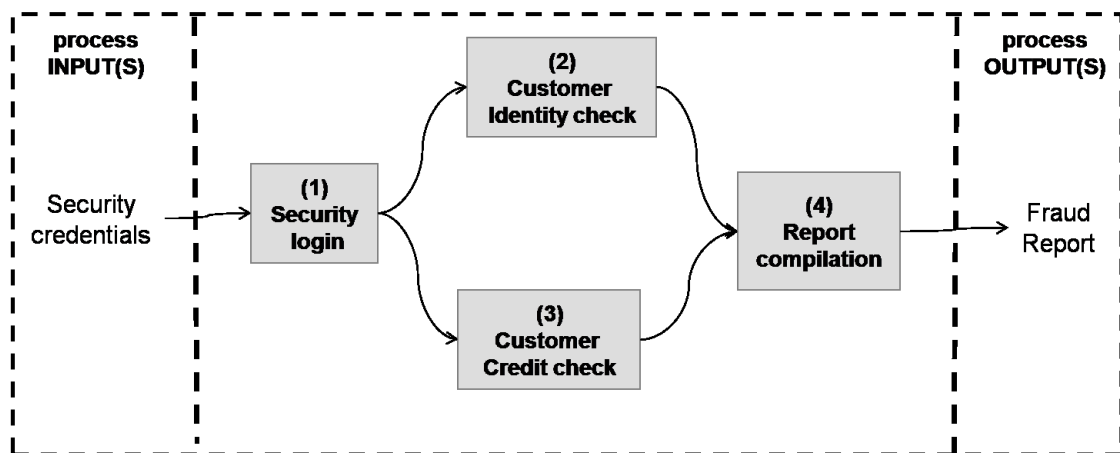 process
INPUT(S)
Security
credentials
(1)
Security
login
(2)
Customer
Identity check
(3)
Customer
Credit check
(4)
Report
compilation
process
OUTPUT(S)
Fraud
Report